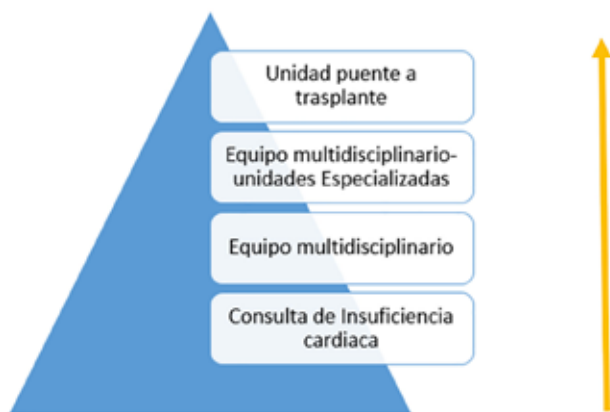 Unidad puente a
trasplante
Equipo multidisciplinario-
unidades Especializadas
Equipo multidisciplinario
Consulta de Insuficiencia
cardiaca